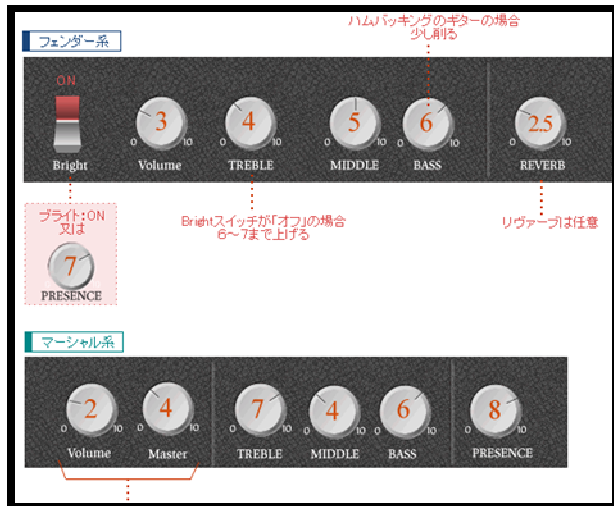 ハムバッキングのギターの場合
少し削る
フェンダー系
ON
3
4
5
6
2.5
0 10 0 10 0 10 0 10 0 10
Bright Volume TREBLE MIDDLE BASS REVERB
ブライト:ON
又は
7
PRESENCE
Brightスイッチが「オフ」の場合
6〜7まで上げる
リヴァーブは任意
マーシャル系
2
4
7
4
6
8
0 10 0 10 0 10 0 10 0 10 0 10
Volume Master TREBLE MIDDLE BASS PRESENCE